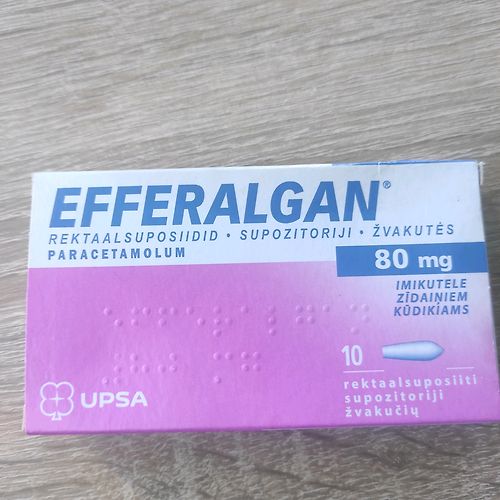 EFFERALGAN®
REKTAALSUPOSIIDID • SUPOZITORIJI • ŽVAKUTĖS
PARACETAMOLUM
80 mg
IMIKUTELE
ZĪDAIŅIEM
KŪDIKIAMS
10
rektaalsuposiiti
supozitoriji
žvakučių
UPSA